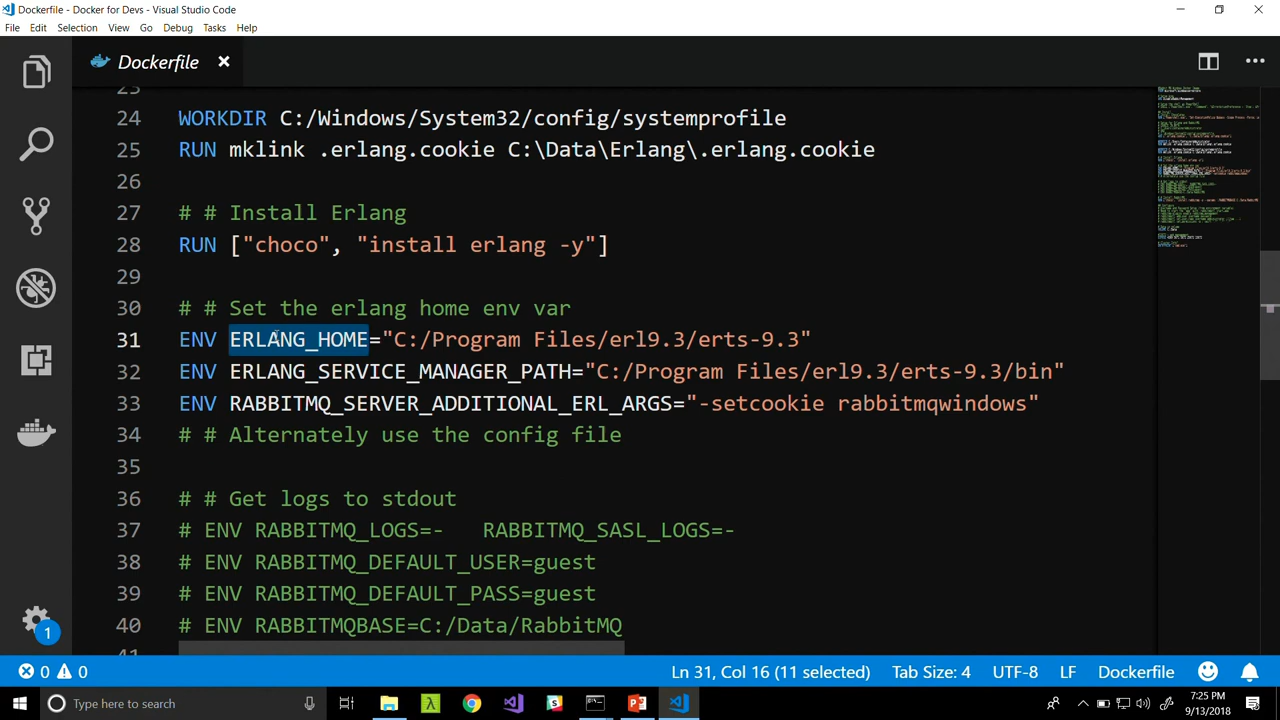 Dockerfile - Docker for Devs - Visual Studio Code
File Edit Selection View Go Debug Tasks Help
Dockerfile
23
24 WORKDIR C:/Windows/System32/config/systemprofile
25 RUN mklink .erlang.cookie C:\Data\Erlang\.erlang.cookie
26
27 # # Install Erlang
28 RUN ["choco", "install erlang -y"]
29
30 # # Set the erlang home env var
31 ENV ERLANG_HOME="C:/Program Files/erl9.3/erts-9.3"
32 ENV ERLANG_SERVICE_MANAGER_PATH="C:/Program Files/erl9.3/erts-9.3/bin"
33 ENV RABBITMQ_SERVER_ADDITIONAL_ERL_ARGS="-setcookie rabbitmqwindows"
34 # # Alternately use the config file
35
36 # # Get logs to stdout
37 # ENV RABBITMQ_LOGS=- RABBITMQ_SASL_LOGS=-
38 # ENV RABBITMQ_DEFAULT_USER=guest
39 # ENV RABBITMQ_DEFAULT_PASS=guest
40 # ENV RABBITMQBASE=C:/Data/RabbitMQ
41
1
0 0 Ln 31, Col 16 (11 selected) Tab Size: 4 UTF-8 LF Dockerfile
Type here to search
7:25 PM
9/13/2018